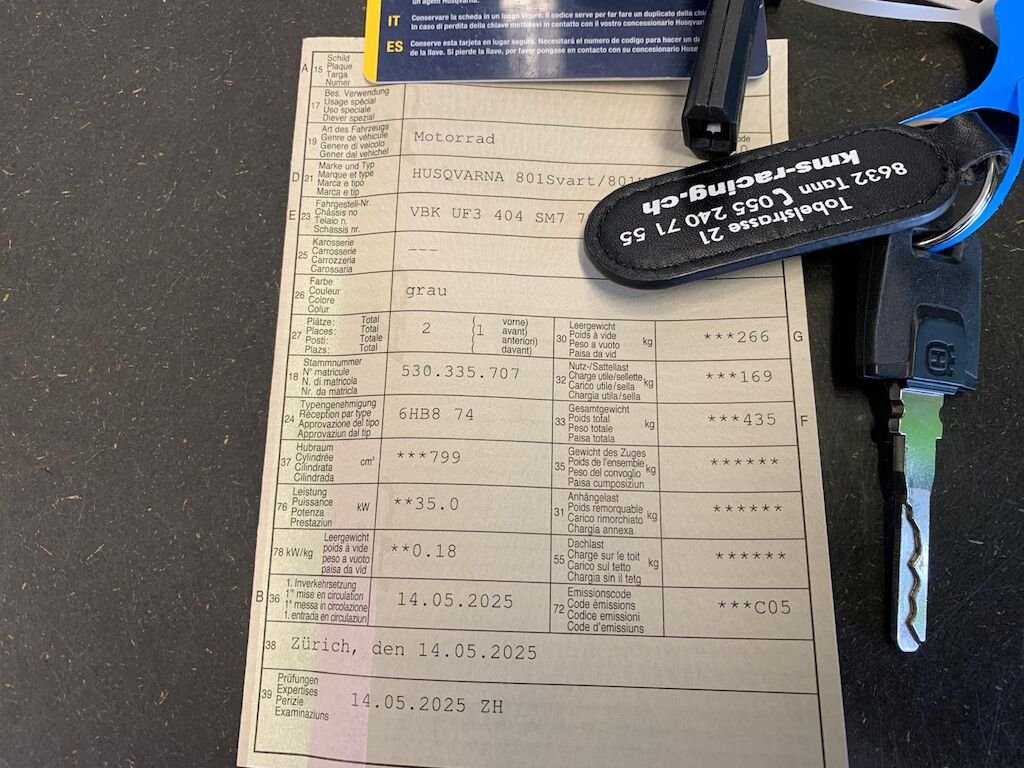 un agent Husqvarna.
IT Conservare la scheda in un luogo sicuro. Il codice serve per far fare un duplicato della
In caso di perdita della chiave mettetevi in contatto con il vostro concessionario
ES Conserve esta tarjeta en lugar seguro. Necesitará el numero de codigo para hacer un
de la llave. Si pierde la llave, por favor pongase en contacto con su concesionario
A 15 Schild
Plaque
Targa
Numer
17 Bes. Verwendung
Usage spécial
Uso speciale
Diever spezial
19 Art des Fahrzeugs
Genre de véhicule
Genere di veicolo
Gener dal vehichel
Motorrad
D 21 Marke und Typ
Marque et type
Marca e tipo
Marca e tip
HUSQVARNA 801Svart/801
E 23 Fahrgestell-Nr.
Châssis no
Telaio n.
Schassis nr.
VBK UF3 404 SM7 7
25 Karosserie
Carrosserie
Carrozzeria
Carossaria
---
26 Farbe
Couleur
Colore
Colur
grau
27 Plätze: Total
Places: Total
Posti: Totale
Plazs: Total
2 (1 vorne)
avant)
anteriori)
davant)
30 Leergewicht
Poids à vide
Peso a vuoto
Paisa da vid
kg
***266 G
18 Stammnummer
N° matricule
N. di matricola
Nr. da matricla
530.335.707
32 Nutz-/Sattellast
Charge utile/sellette
Carico utile/sella
Chargia utila/sella
kg
***169
24 Typengenehmigung
Réception par type
Approvazione del tipo
Approvaziun dal tip
6HB8 74
33 Gesamtgewicht
Poids total
Peso totale
Paisa totala
kg
***435 F
37 Hubraum
Cylindrée
Cilindrata
Cilindrada
cm³
***799
35 Gewicht des Zuges
Poids de l'ensemble
Peso del convoglio
Paisa cumposiziun
kg
******
76 Leistung
Puissance
Potenza
Prestaziun
kW
**35.0
31 Anhängelast
Poids remorquable
Carico rimorchiato
Chargia annexa
kg
******
78 kW/kg Leergewicht
poids à vide
peso a vuoto
paisa da vid
**0.18
55 Dachlast
Charge sur le toit
Carico sul tetto
Chargia sin il tetg
kg
******
B 36 1. Inverkehrsetzung
1re mise en circulation
1a messa in circolazione
1. entrada en circulaziun
14.05.2025
72 Emissionscode
Code émissions
Codice emissioni
Code d'emissiuns
***C05
38 Zürich, den 14.05.2025
39 Prüfungen
Expertises
Perizie
Examinaziuns
14.05.2025 ZH
kms-racing.ch
8632 Tann 055 240 71 55
Tobelstrasse 21
H